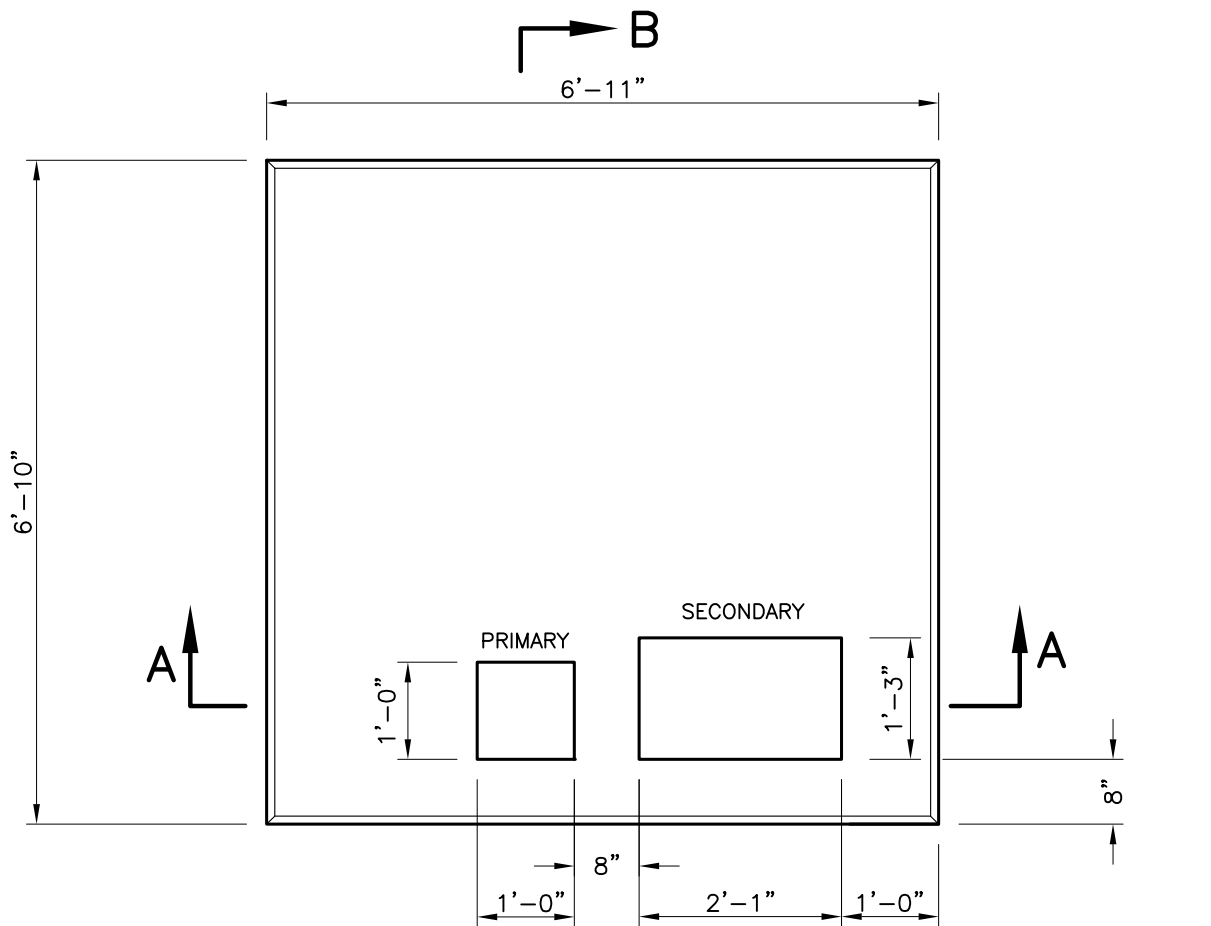 B
6'-11"
6'-10"
SECONDARY
PRIMARY
A
A
1'-0"
1'-3"
8"
8"
1'-0"
2'-1"
1'-0"